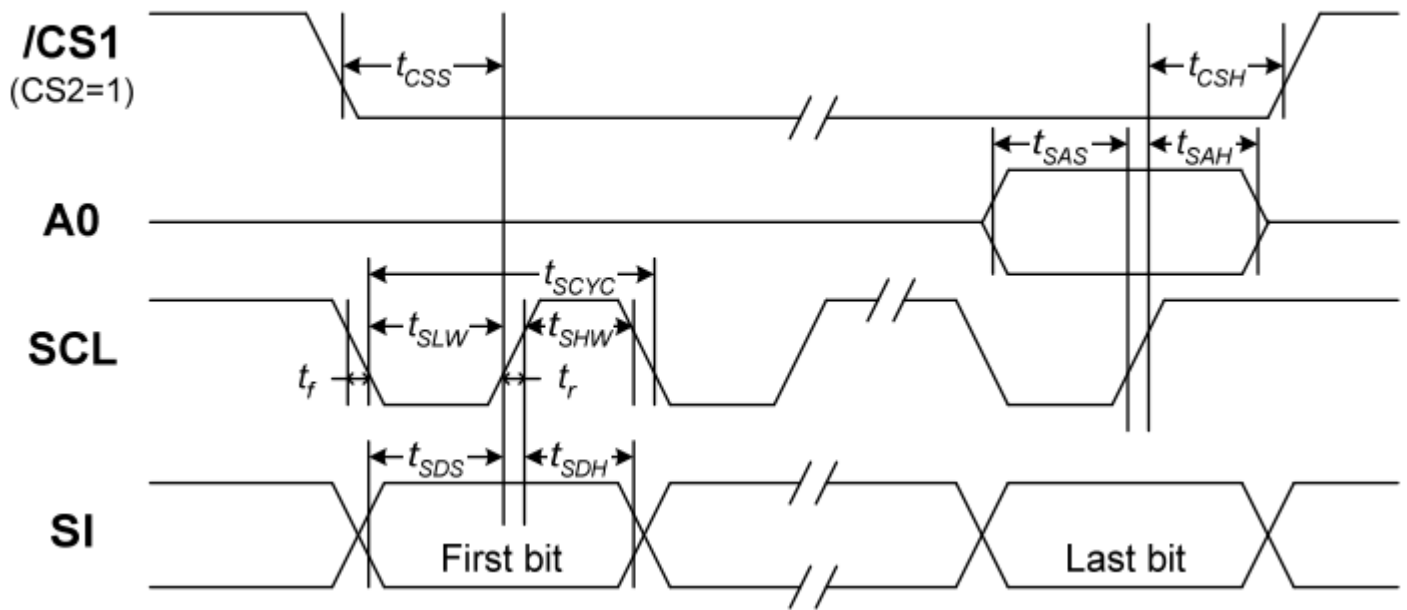 /CS1
(CS2=1)
tCSS
tCSH
tSAS
tSAH
A0
tSCYC
SCL
tSLW
tSHW
tf
tr
tSDS
tSDH
SI
First bit
Last bit